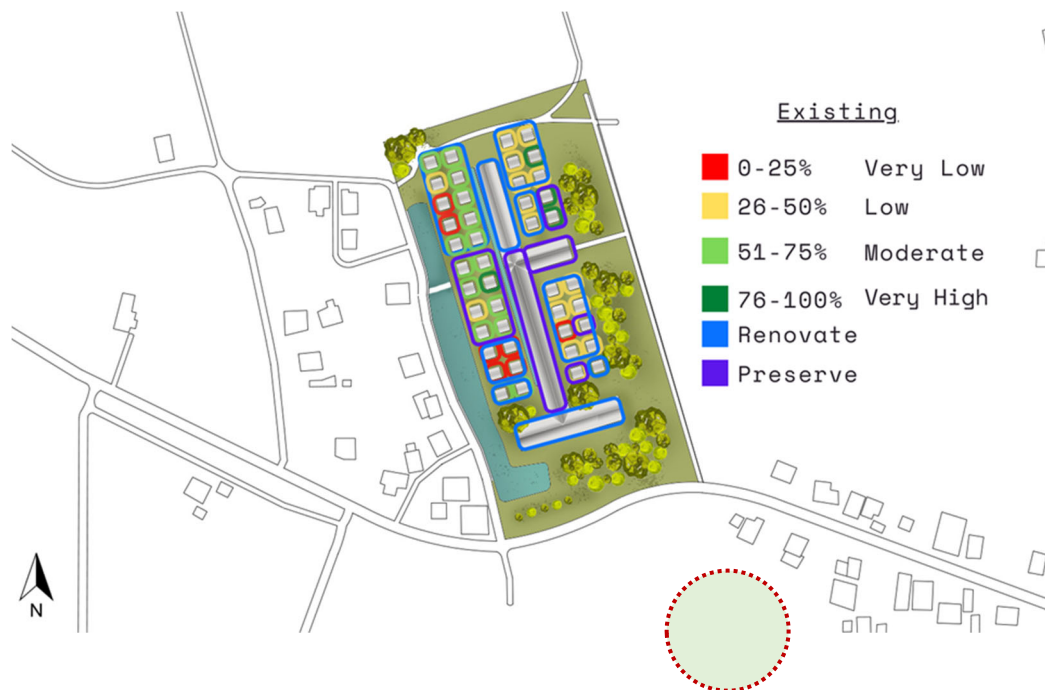 Existing
0-25% Very Low
26-50% Low
51-75% Moderate
76-100% Very High
Renovate
Preserve
N